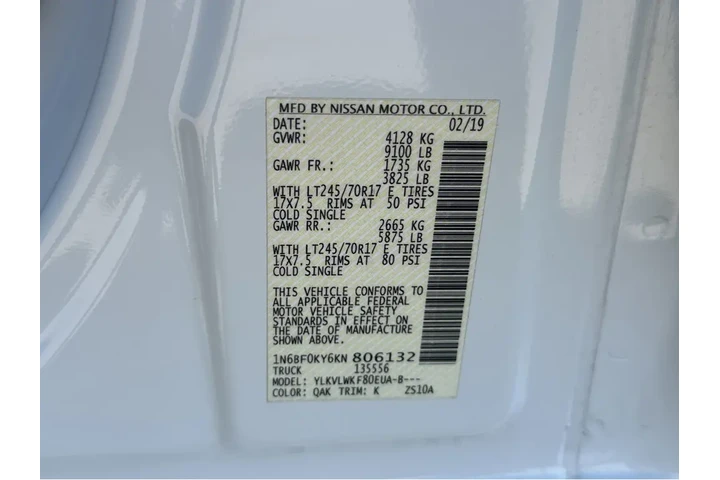 MFD BY NISSAN MOTOR CO., LTD.
DATE: 02/19
GVWR: 4128 KG
9100 LB
GAWR FR.: 1735 KG
3825 LB
WITH LT245/70R17 E TIRES
17X7.5 RIMS AT 50 PSI
COLD SINGLE
GAWR RR.: 2665 KG
5875 LB
WITH LT245/70R17 E TIRES
17X7.5 RIMS AT 80 PSI
COLD SINGLE
THIS VEHICLE CONFORMS TO
ALL APPLICABLE FEDERAL
MOTOR VEHICLE SAFETY
STANDARDS IN EFFECT ON
THE DATE OF MANUFACTURE
SHOWN ABOVE.
1N6BF0KY6KN 806132
TRUCK 135556
MODEL: YLKVLWKF80EUA-B---
COLOR: QAK TRIM: K ZS10A